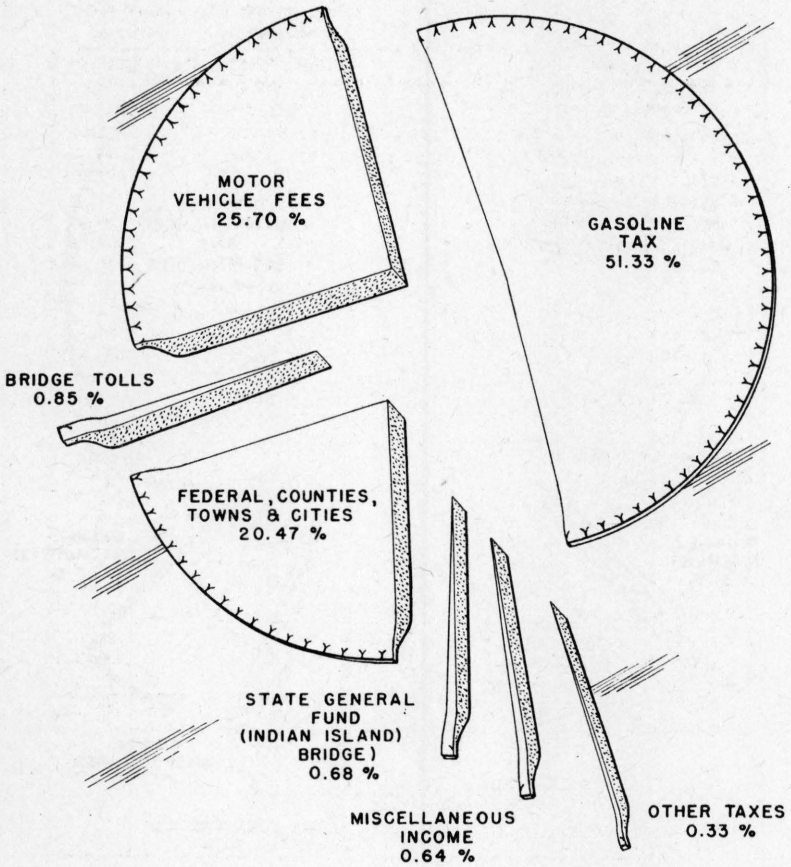 MOTOR
VEHICLE FEES
25.70 %
GASOLINE
TAX
51.33 %
BRIDGE TOLLS
0.85 %
FEDERAL, COUNTIES,
TOWNS & CITIES
20.47 %
STATE GENERAL
FUND
(INDIAN ISLAND)
BRIDGE)
0.68 %
MISCELLANEOUS
INCOME
0.64 %
OTHER TAXES
0.33 %